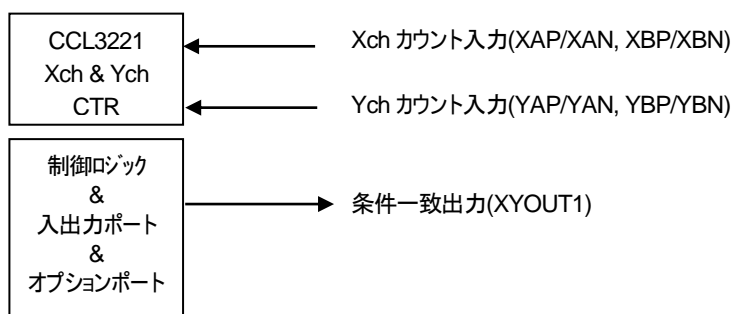 CCL3221
Xch & Ych
CTR
Xch カウント入力(XAP/XAN, XBP/XBN)
Ych カウント入力(YAP/YAN, YBP/YBN)
制御ロジック
&
入出力ポート
&
オプションポート
条件一致出力(XYOUT1)